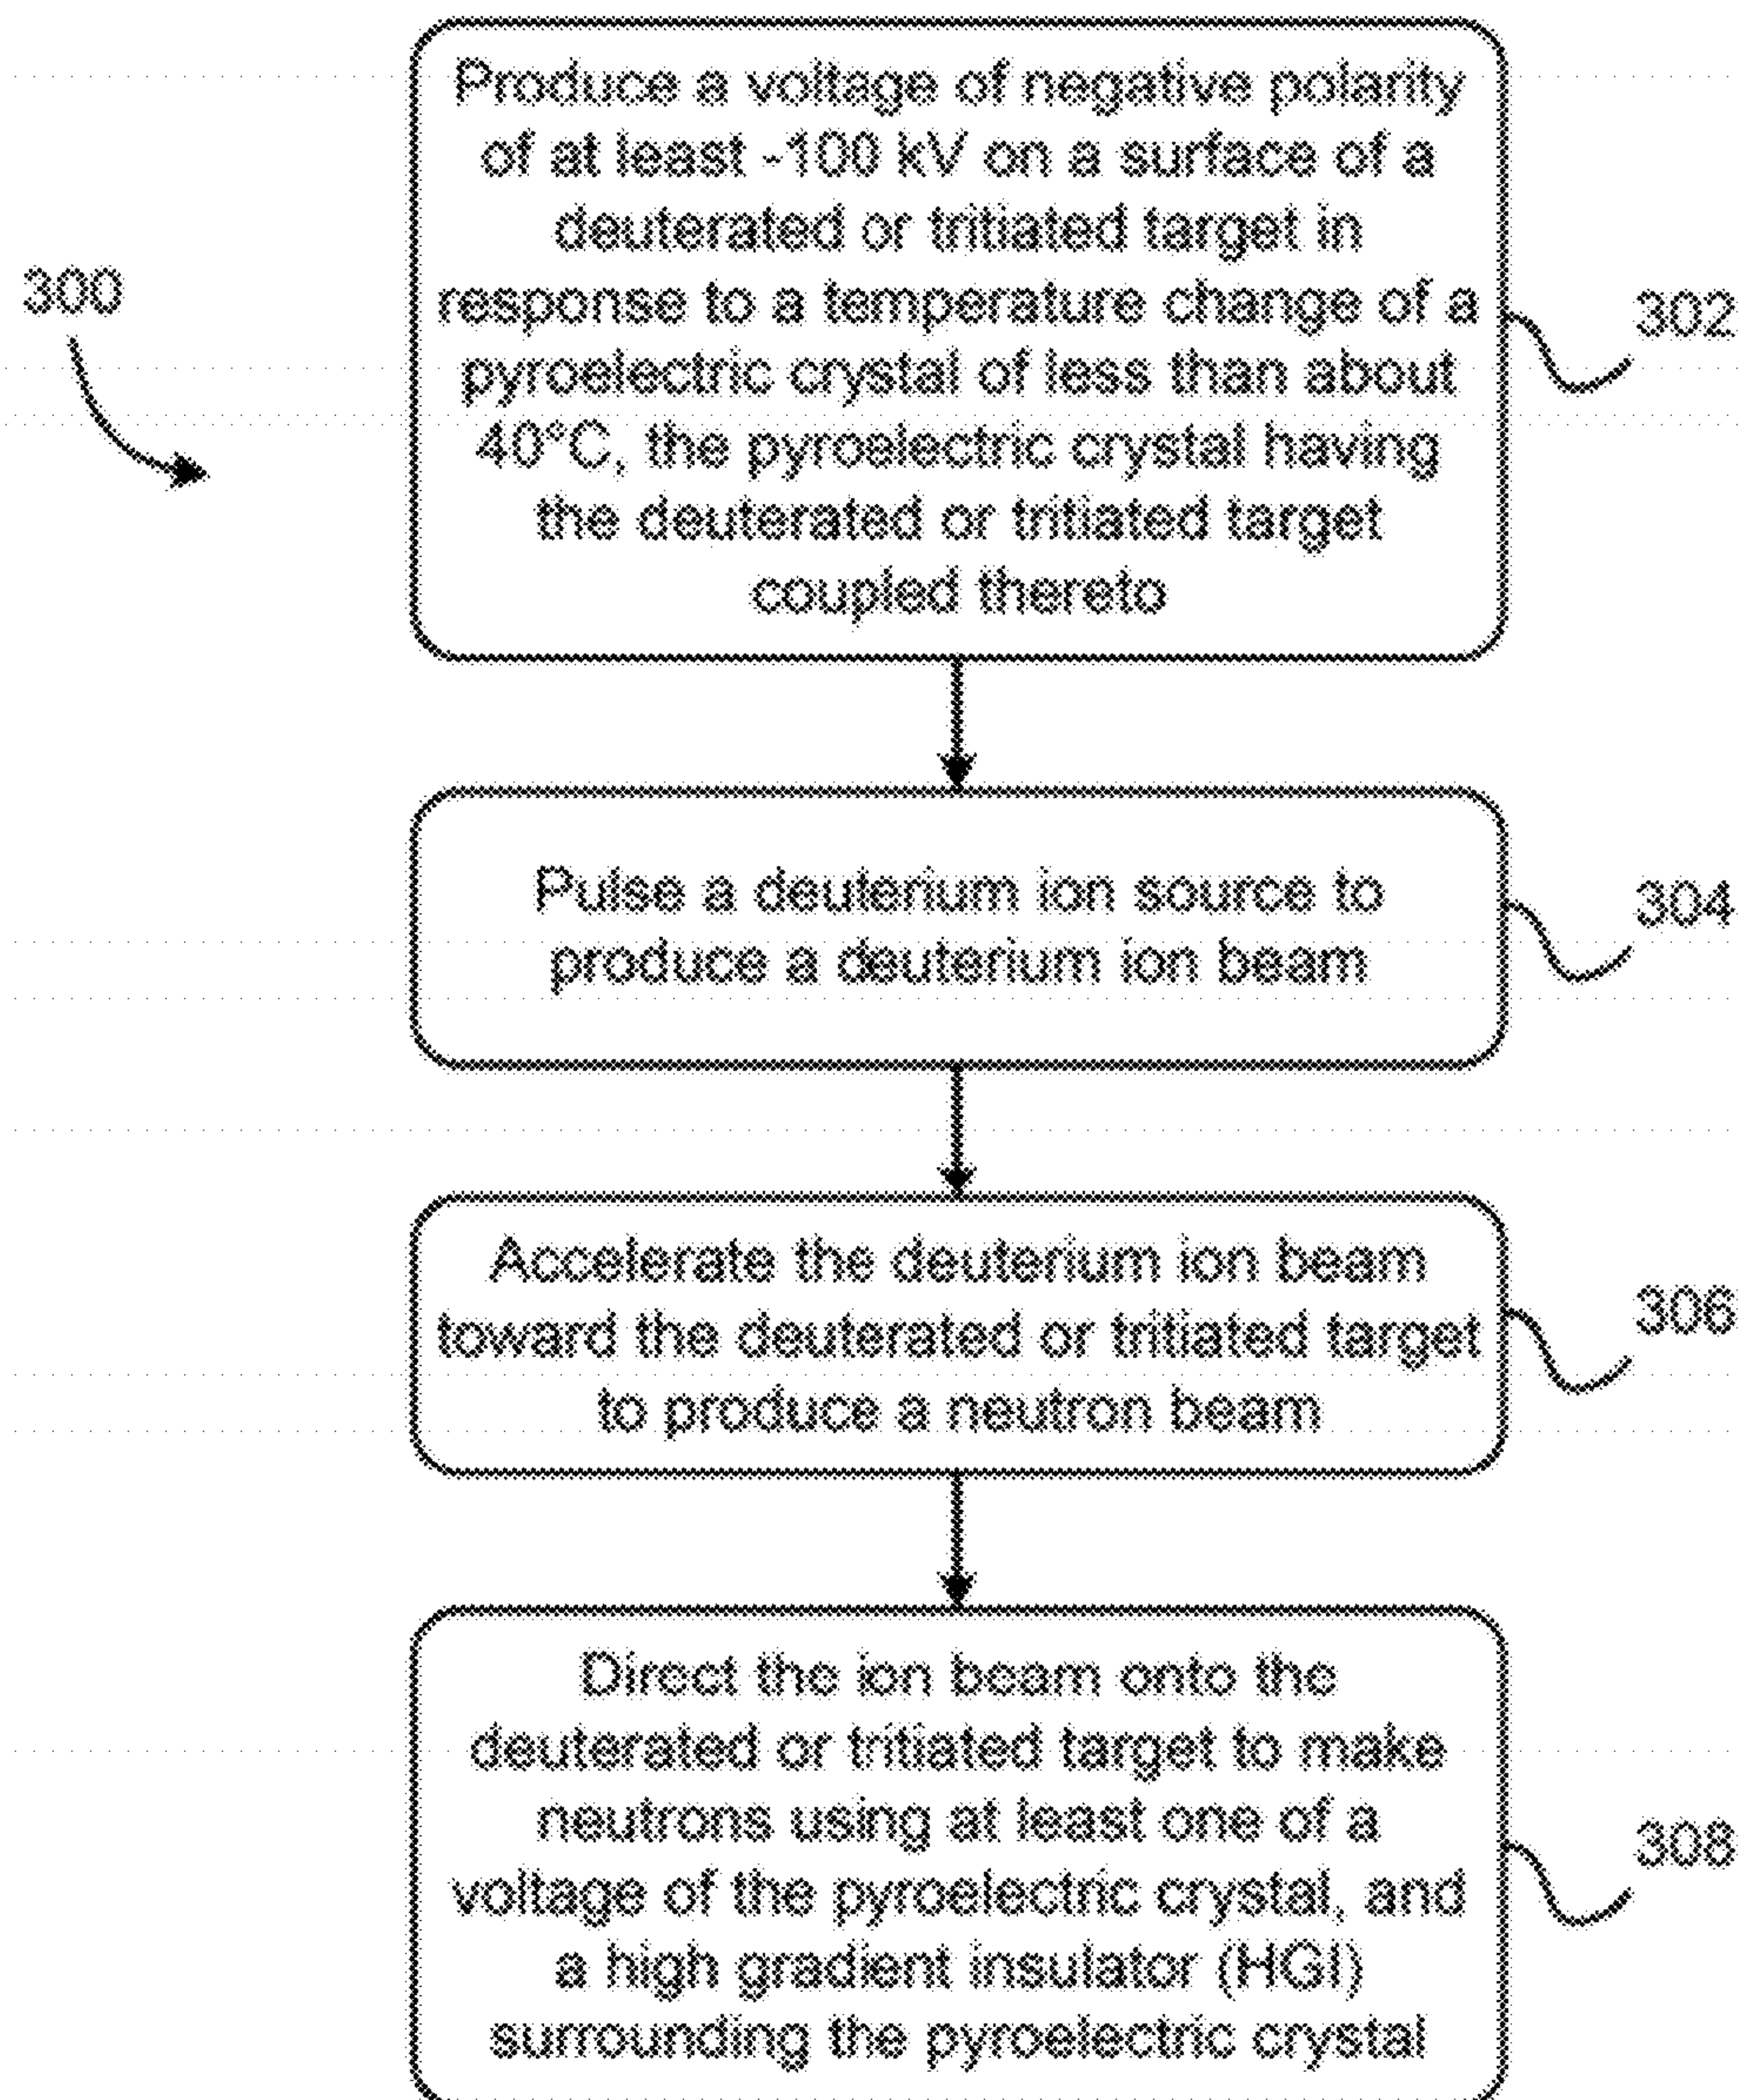 300
Produce a voltage of negative polarity
of at least -100 kV on a surface of a
deuterated or tritiated target in
response to a temperature change of a
pyroelectric crystal of less than about
40°C, the pyroelectric crystal having
the deuterated or tritiated target
coupled thereto
302
Pulse a deuterium ion source to
produce a deuterium ion beam
304
Accelerate the deuterium ion beam
toward the deuterated or tritiated target
to produce a neutron beam
306
Direct the ion beam onto the
deuterated or tritiated target to make
neutrons using at least one of a
voltage of the pyroelectric crystal, and
a high gradient insulator (HGI)
surrounding the pyroelectric crystal
308